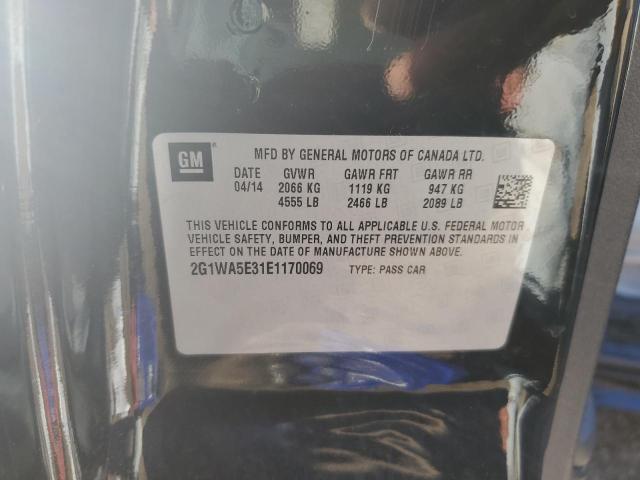 GM
MFD BY GENERAL MOTORS OF CANADA LTD.
DATE GVWR GAWR FRT GAWR RR
04/14 2066 KG 1119 KG 947 KG
4555 LB 2466 LB 2089 LB
THIS VEHICLE CONFORMS TO ALL APPLICABLE U.S. FEDERAL MOTOR
VEHICLE SAFETY, BUMPER, AND THEFT PREVENTION STANDARDS IN
EFFECT ON THE DATE OF MANUFACTURE SHOWN ABOVE.
2G1WA5E31E1170069 TYPE: PASS CAR